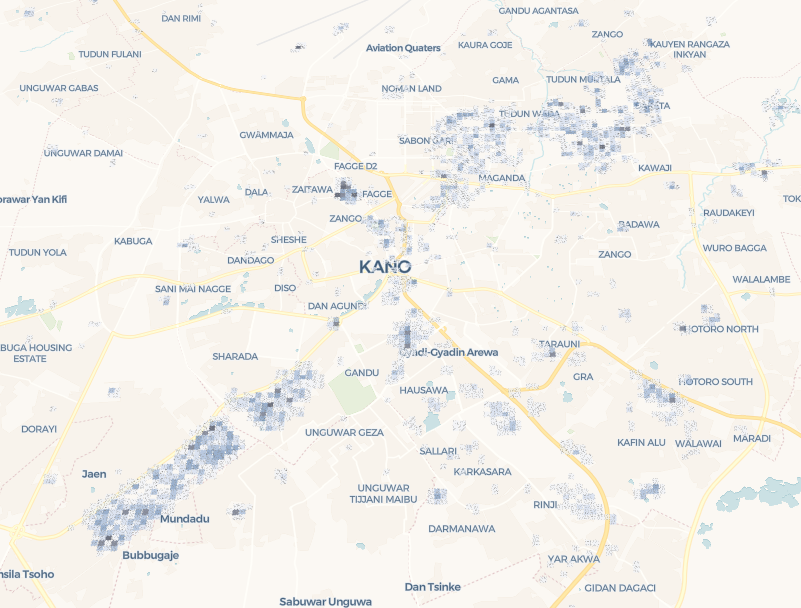 GANDU AGANTASA
DAN RIMI
ZANGO
Aviation Quaters
KAURA GOJE
KAUYEN RANGAZA
INKYAN
TUDUN FULANI
UNGUWAR GABAS
NOMAN LAND
GAMA
TUDUN MURTALA
GWAMMAJA
SABON GARI
TUDUN WADA
UNGUWAR DAMAI
FAGGE D2
KAWAJI
MAGANDA
orawar Yan Kifi
YALWA
DALA
ZAITAWA
FAGGE
TOK
RAUDAKEYI
ZANGO
BADAWA
KABUGA
SHESHE
TUDUN YOLA
DANDAGO
KANO
ZANGO
WURO BAGGA
SANI MAI NAGGE
DISO
WALALAMBE
DAN AGUNDI
HOTORO NORTH
BUGA HOUSING
ESTATE
SHARADA
Gyadi-Gyadin Arewa
TARAUNI
GANDU
GRA
HOTORO SOUTH
HAUSAWA
DORAYI
UNGUWAR GEZA
KAFIN ALU
WALAWAI
MARADI
SALLARI
Jaen
KARKASARA
UNGUWAR
TIJJANI MAIBU
RINJI
Mundadu
DARMANAWA
Bubbugaje
YAR AKWA
nsila Tsoho
Dan Tsinke
GIDAN DAGACI
Sabuwar Unguwa